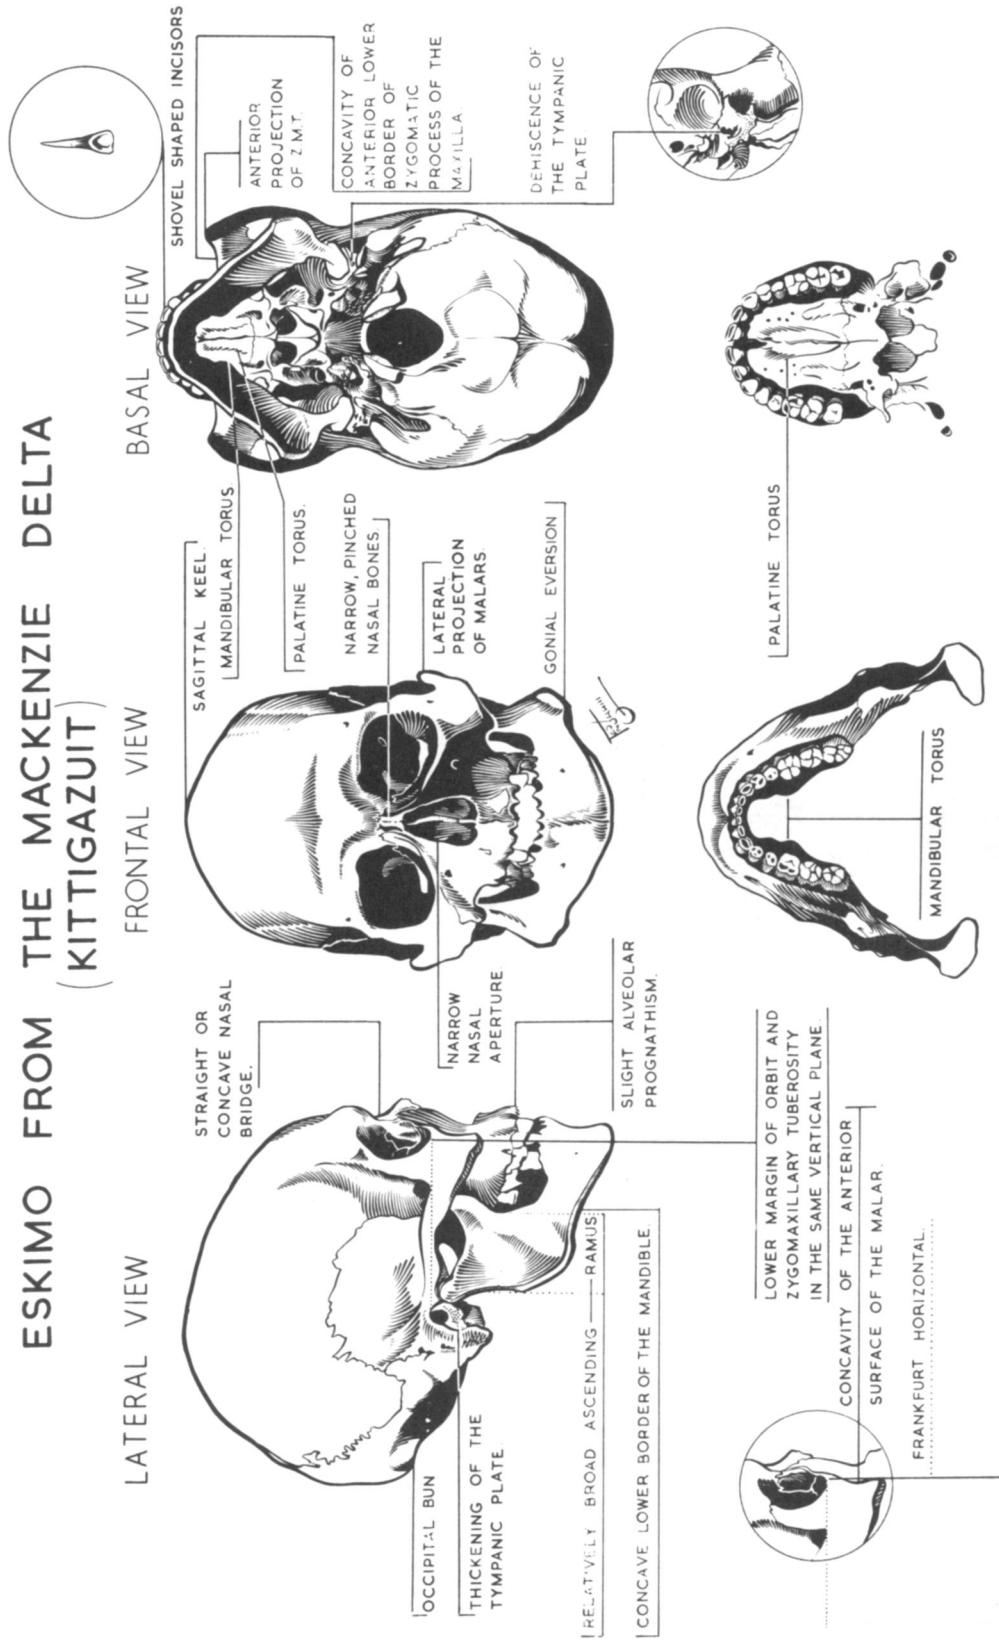 ESKIMO FROM THE MACKENZIE DELTA
(KITTIGAZUIT)
LATERAL VIEW
FRONTAL VIEW
BASAL VIEW
STRAIGHT OR
CONCAVE NASAL
BRIDGE.
OCCIPITAL BUN
THICKENING OF THE
TYMPANIC PLATE.
RELATIVELY BROAD ASCENDING — RAMUS
CONCAVE LOWER BORDER OF THE MANDIBLE.
NARROW
NASAL
APERTURE
SLIGHT ALVEOLAR
PROGNATHISM.
LOWER MARGIN OF ORBIT AND
ZYGOMAXILLARY TUBEROSITY
IN THE SAME VERTICAL PLANE.
CONCAVITY OF THE ANTERIOR
SURFACE OF THE MALAR.
FRANKFURT HORIZONTAL.
SAGITTAL KEEL.
MANDIBULAR TORUS
PALATINE TORUS.
NARROW, PINCHED
NASAL BONES.
LATERAL
PROJECTION
OF MALARS.
GONIAL EVERSION
MANDIBULAR TORUS
SHOVEL SHAPED INCISORS
ANTERIOR
PROJECTION
OF Z.M.T.
CONCAVITY OF
ANTERIOR LOWER
BORDER OF
ZYGOMATIC
PROCESS OF THE
MAXILLA.
DEHISCENCE OF
THE TYMPANIC
PLATE.
PALATINE TORUS